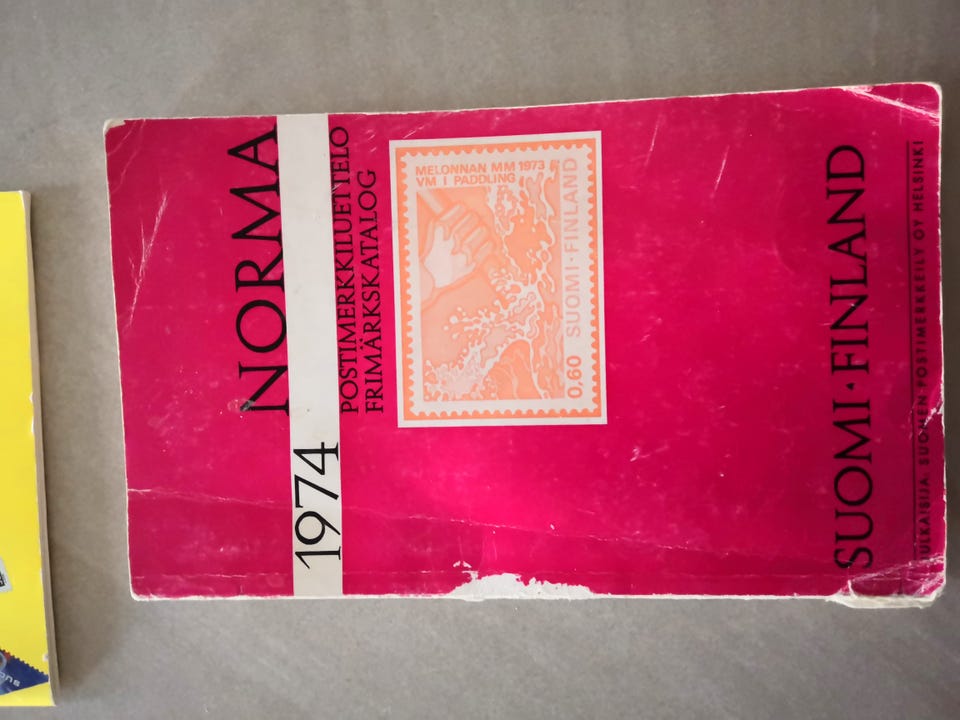 NORMA
1974
POSTIMERKKILUETTELO
FRIMÄRKSKATALOG
MELONNAN MM 1973
VM I PADDLING
0,60 SUOMI·FINLAND
SUOMI·FINLAND
JULKAISIJA: SUOMEN POSTIMERKKEILY OY HELSINKI